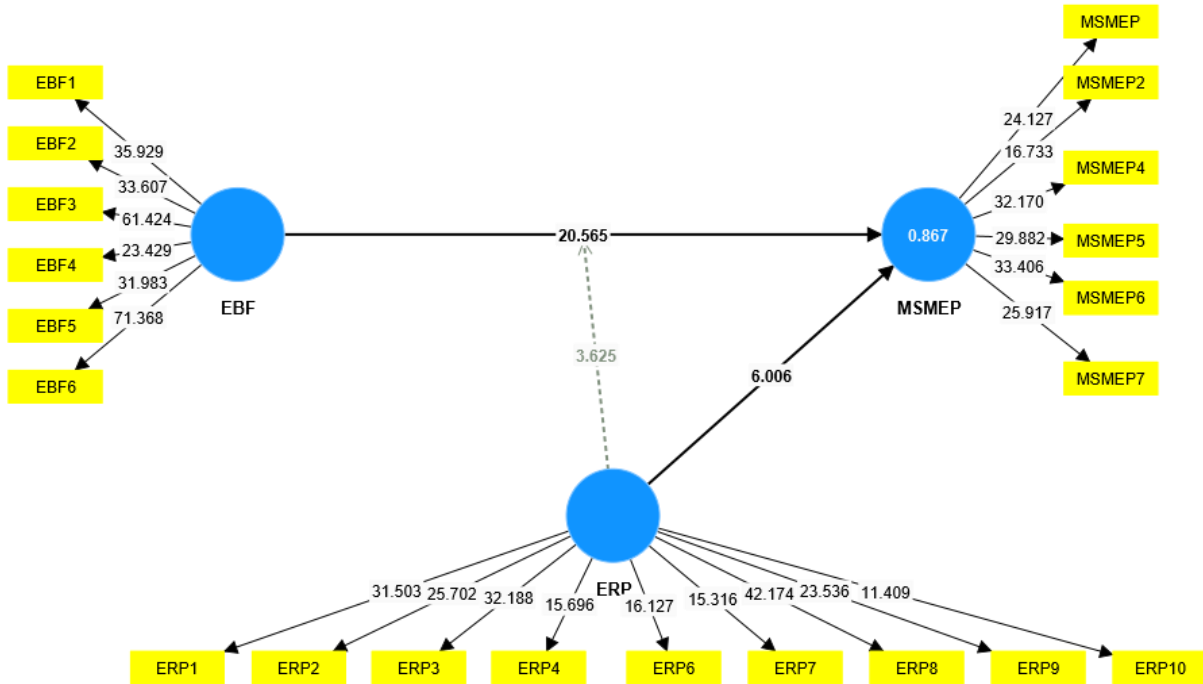 MSMEP
EBF1
MSMEP2
24.127
EBF2
35.929
16.733
MSMEP4
33.607
EBF3
32.170
61.424
20.565
0.867
29.882
MSMEP5
EBF4
23.429
33.406
31.983
MSMEP6
EBF
MSMEP
25.917
EBF5
71.368
3.625
6.006
MSMEP7
EBF6
ERP
31.503
25.702
32.188
15.696
16.127
15.316
42.174
23.536
11.409
ERP1
ERP2
ERP3
ERP4
ERP6
ERP7
ERP8
ERP9
ERP10